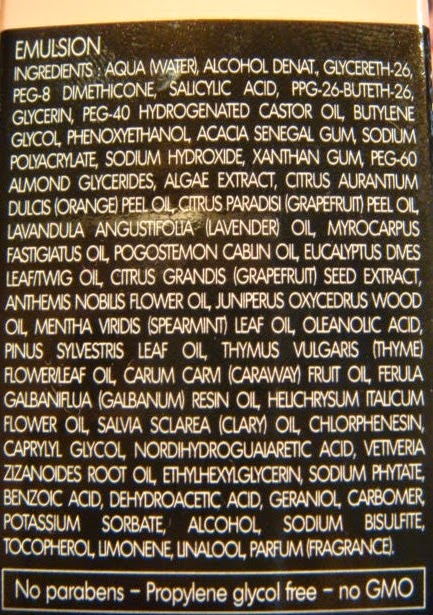 EMULSION
INGREDIENTS : AQUA (WATER), ALCOHOL DENAT., GLYCERETH-26,
PEG-8 DIMETHICONE, SALICYLIC ACID, PPG-26-BUTETH-26,
GLYCERIN, PEG-40 HYDROGENATED CASTOR OIL, BUTYLENE
GLYCOL, PHENOXYETHANOL, ACACIA SENEGAL GUM, SODIUM
POLYACRYLATE, SODIUM HYDROXIDE, XANTHAN GUM, PEG-60
ALMOND GLYCERIDES, ALGAE EXTRACT, CITRUS AURANTIUM
DULCIS (ORANGE) PEEL OIL, CITRUS PARADISI (GRAPEFRUIT) PEEL OIL,
LAVANDULA ANGUSTIFOLIA (LAVENDER) OIL, MYROCARPUS
FASTIGIATUS OIL, POGOSTEMON CABLIN OIL, EUCALYPTUS DIVES
LEAF/TWIG OIL, CITRUS GRANDIS (GRAPEFRUIT) SEED EXTRACT,
ANTHEMIS NOBILIS FLOWER OIL, JUNIPERUS OXYCEDRUS WOOD
OIL, MENTHA VIRIDIS (SPEARMINT) LEAF OIL, OLEANOLIC ACID,
PINUS SYLVESTRIS LEAF OIL, THYMUS VULGARIS (THYME)
FLOWER/LEAF OIL, CARUM CARVI (CARAWAY) FRUIT OIL, FERULA
GALBANIFLUA (GALBANUM) RESIN OIL, HELICHRYSUM ITALICUM
FLOWER OIL, SALVIA SCLAREA (CLARY) OIL, CHLORPHENESIN,
CAPRYLYL GLYCOL, NORDIHYDROGUAIARETIC ACID, VETIVERIA
ZIZANOIDES ROOT OIL, ETHYLHEXYLGLYCERIN, SODIUM PHYTATE,
BENZOIC ACID, DEHYDROACETIC ACID, GERANIOL, CARBOMER,
POTASSIUM SORBATE, ALCOHOL, SODIUM BISULFITE,
TOCOPHEROL, LIMONENE, LINALOOL, PARFUM (FRAGRANCE).
No parabens – Propylene glycol free – no GMO